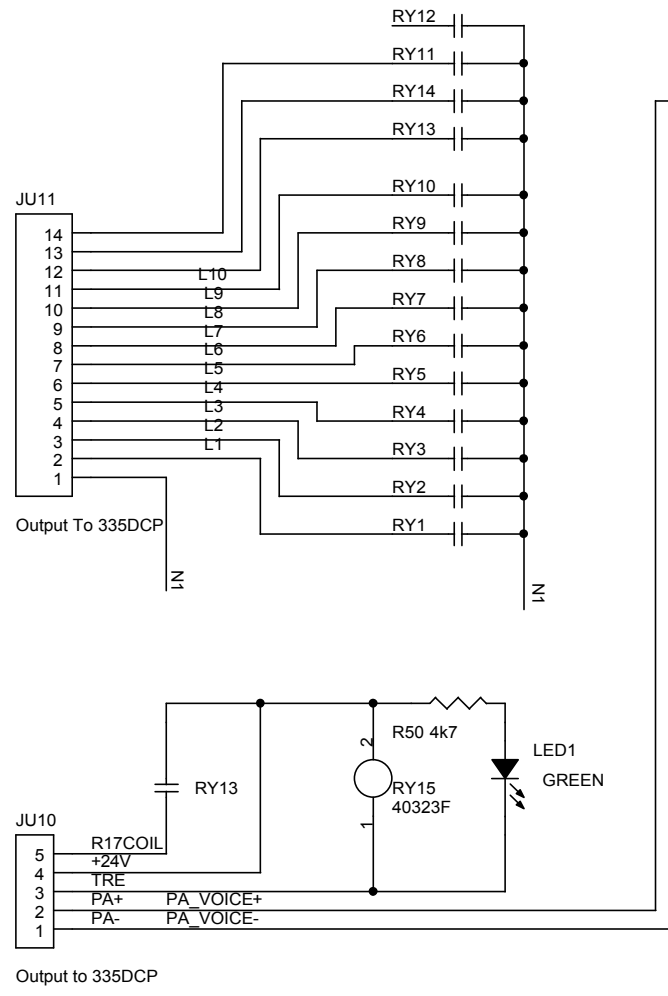 RY12
RY11
RY14
RY13
JU11
RY10
14
RY9
13
12
L10
RY8
11
L9
10
L8
RY7
9
L7
8
L6
RY6
7
L5
6
RY5
L4
5
L3
RY4
4
L2
3
L1
RY3
2
1
RY2
Output To 335DCP
RY1
N1
N1
R50 4k7
2
LED1
GREEN
RY13
RY15
40323F
1
JU10
5 R17COIL
4 +24V
3 TRE
2 PA+ PA_VOICE+
1 PA- PA_VOICE-
Output to 335DCP